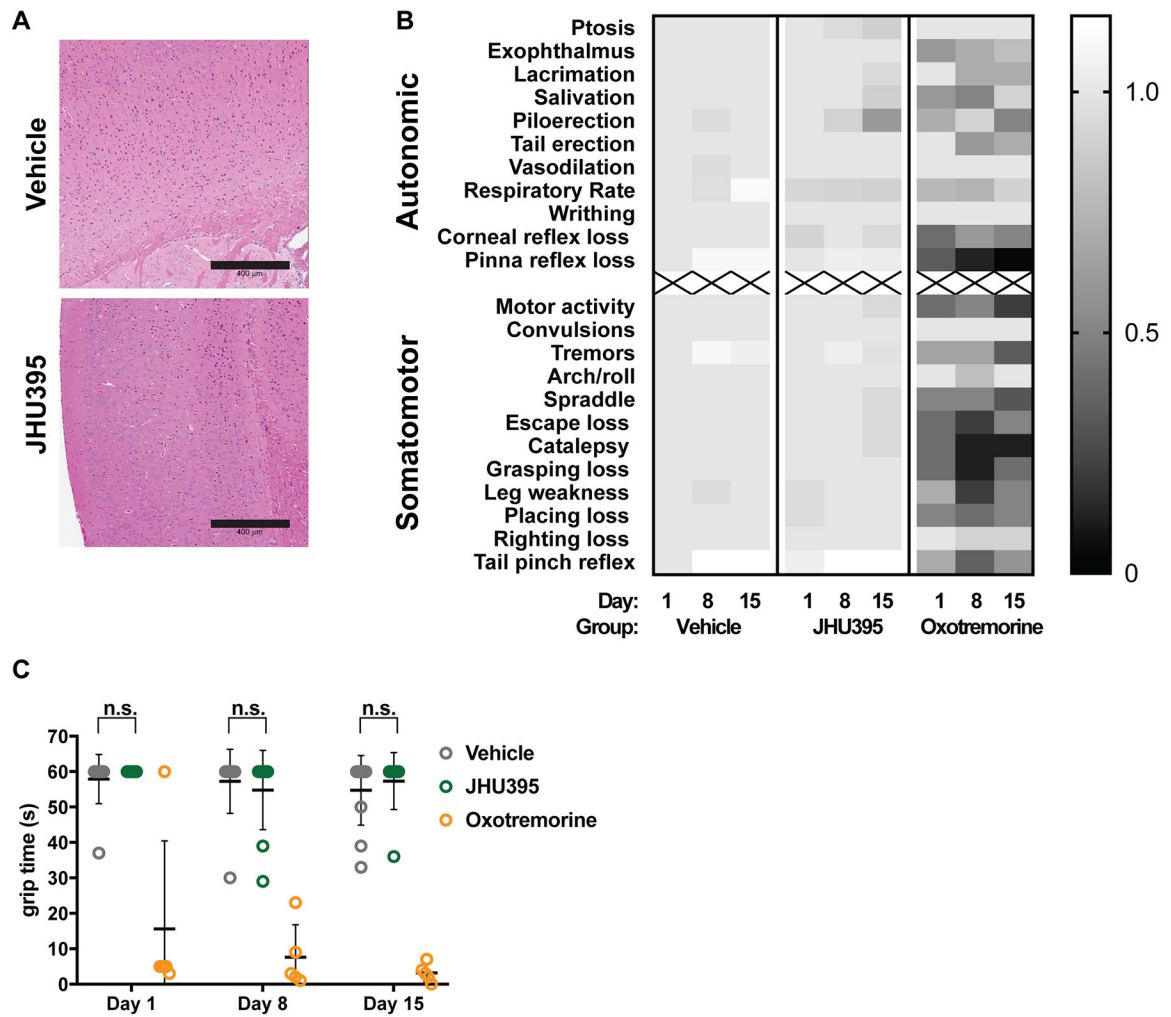 A
Vehicle
400 µm
JHU395
400 µm
B
Autonomic
Ptosis
Exophthalmus
Lacrimation
Salivation
Piloerection
Tail erection
Vasodilation
Respiratory Rate
Writhing
Corneal reflex loss
Pinna reflex loss
Somatomotor
Motor activity
Convulsions
Tremors
Arch/roll
Spraddle
Escape loss
Catalepsy
Grasping loss
Leg weakness
Placing loss
Righting loss
Tail pinch reflex
Day: 1 8 15 1 8 15 1 8 15
Group: Vehicle JHU395 Oxotremorine
1.0
0.5
0
C
n.s. n.s. n.s.
grip time (s)
70
60
50
40
30
20
10
0
Day 1 Day 8 Day 15
Vehicle
JHU395
Oxotremorine